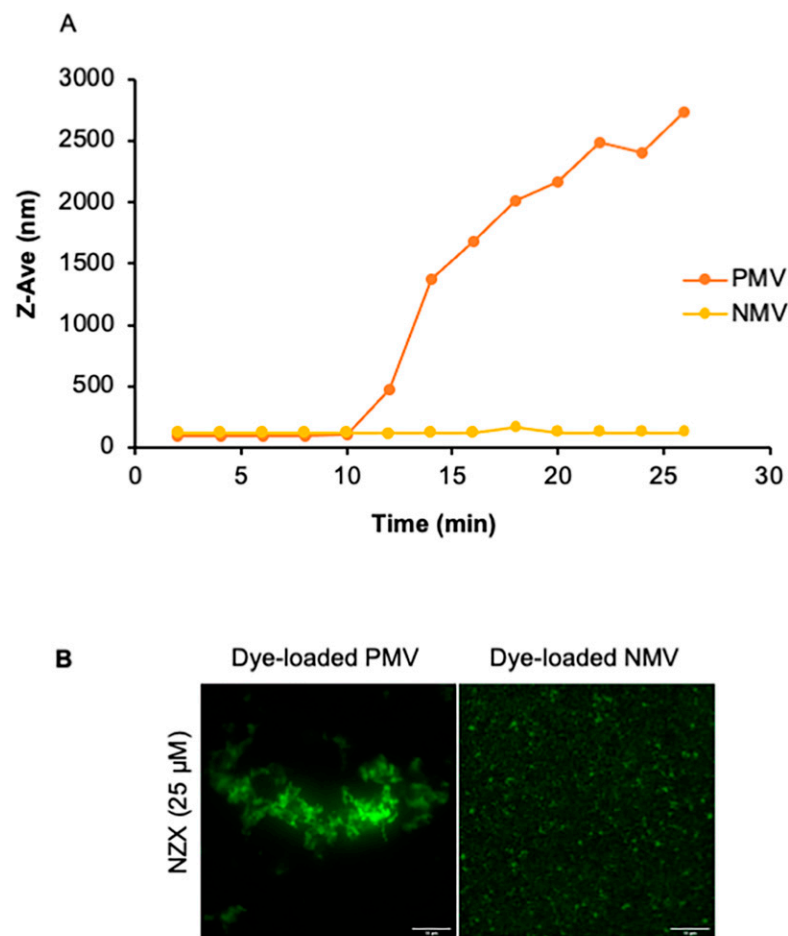 A
3000
2500
2000
1500
1000
500
0
Z-Ave (nm)
PMV
NMV
0 5 10 15 20 25 30
Time (min)
B
Dye-loaded PMV Dye-loaded NMV
NZX (25 µM)